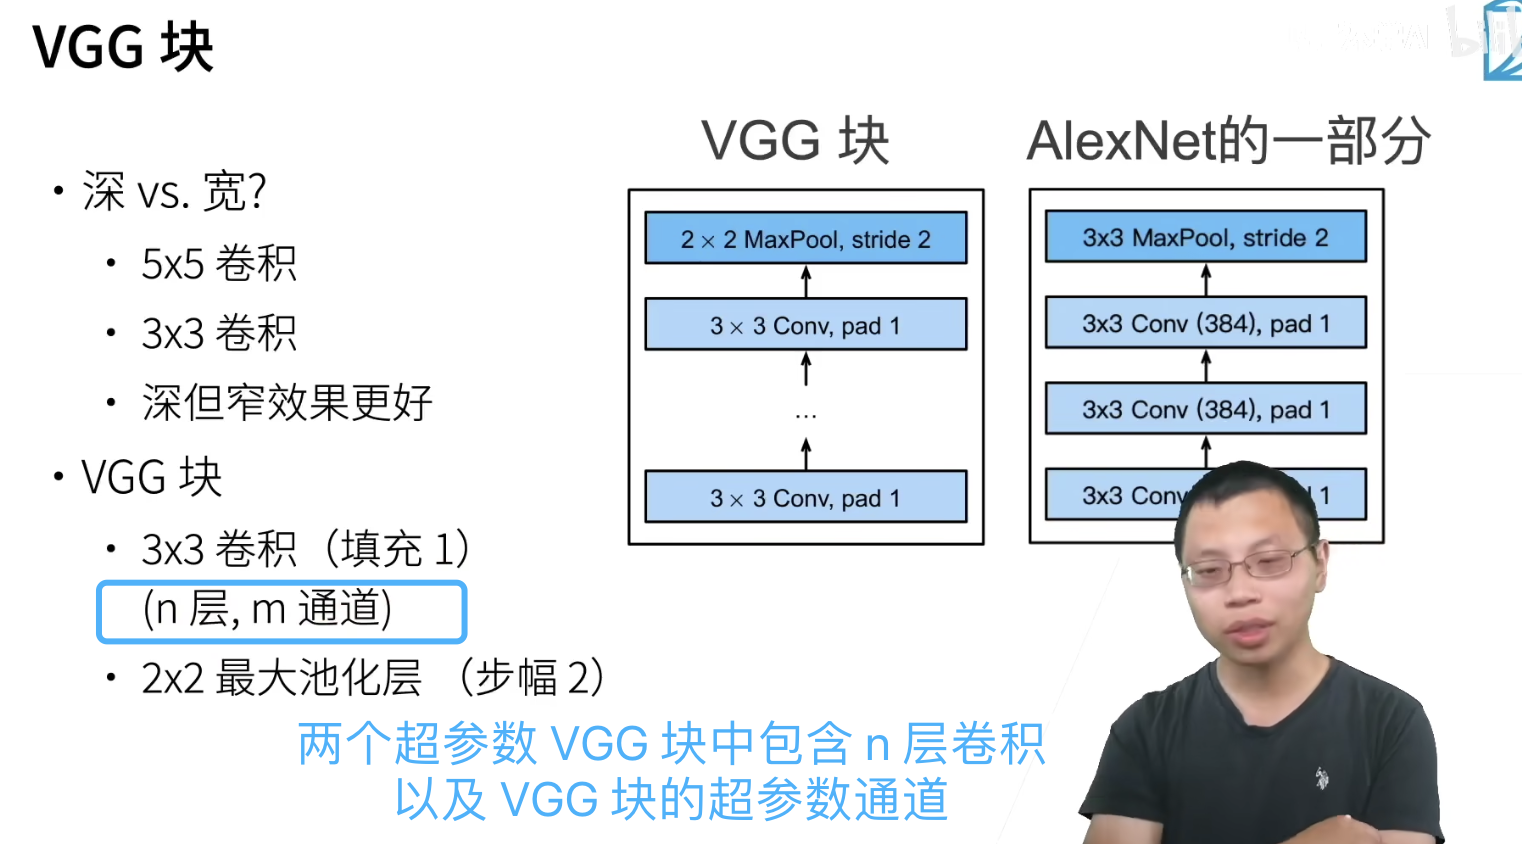 VGG 块
• 深 vs. 宽?
• 5x5 卷积
• 3x3 卷积
• 深但窄效果更好
• VGG 块
• 3x3 卷积（填充 1）
(n 层, m 通道)
• 2x2 最大池化层 （步幅 2）
VGG 块
2 × 2 MaxPool, stride 2
3 × 3 Conv, pad 1
...
3 × 3 Conv, pad 1
AlexNet的一部分
3x3 MaxPool, stride 2
3x3 Conv (384), pad 1
3x3 Conv (384), pad 1
3x3 Conv 1
两个超参数 VGG 块中包含 n 层卷积
以及 VGG 块的超参数通道